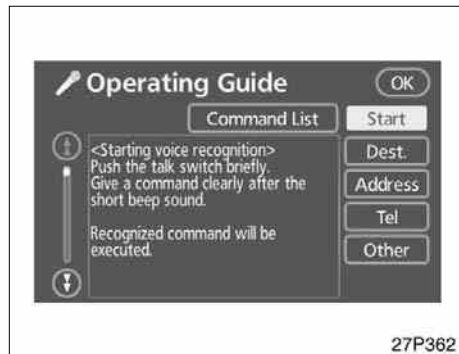 Operating Guide
OK
Command List
Start
<Starting voice recognition>
Push the talk switch briefly.
Give a command clearly after the
short beep sound.
Recognized command will be
executed.
Dest.
Address
Tel
Other
27P362